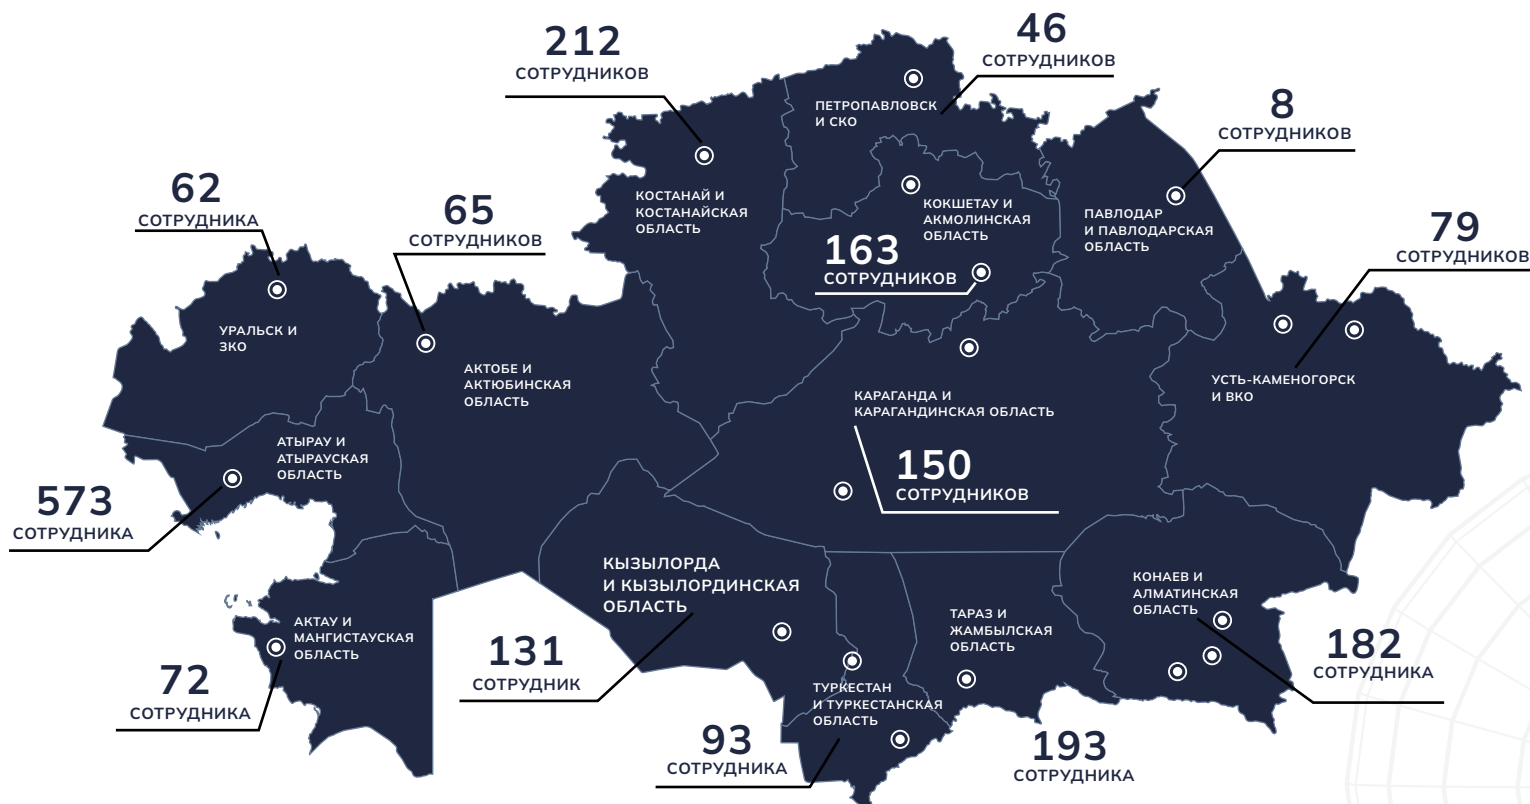 212
СОТРУДНИКОВ
46
СОТРУДНИКОВ
ПЕТРОПАВЛОВСК
И СКО
8
СОТРУДНИКОВ
62
СОТРУДНИКА
65
СОТРУДНИКОВ
КОСТАНАЙ И
КОСТАНАЙСКАЯ
ОБЛАСТЬ
КОКШЕТАУ И
АКМОЛИНСКАЯ
ОБЛАСТЬ
163
СОТРУДНИКОВ
ПАВЛОДАР
И ПАВЛОДАРСКАЯ
ОБЛАСТЬ
79
СОТРУДНИКОВ
УРАЛЬСК И
ЗКО
АКТОБЕ И
АКТЮБИНСКАЯ
ОБЛАСТЬ
КАРАГАНДА И
КАРАГАНДИНСКАЯ ОБЛАСТЬ
150
СОТРУДНИКОВ
УСТЬ-КАМЕНОГОРСК
И ВКО
АТЫРАУ И
АТЫРАУСКАЯ
ОБЛАСТЬ
573
СОТРУДНИКА
КЫЗЫЛОРДА
И КЫЗЫЛОРДИНСКАЯ
ОБЛАСТЬ
131
СОТРУДНИК
КОНАЕВ И
АЛМАТИНСКАЯ
ОБЛАСТЬ
182
СОТРУДНИКА
АКТАУ И
МАНГИСТАУСКАЯ
ОБЛАСТЬ
72
СОТРУДНИКА
ТАРАЗ И
ЖАМБЫЛСКАЯ
ОБЛАСТЬ
ТУРКЕСТАН
И ТУРКЕСТАНСКАЯ
ОБЛАСТЬ
93
СОТРУДНИКА
193
СОТРУДНИКА